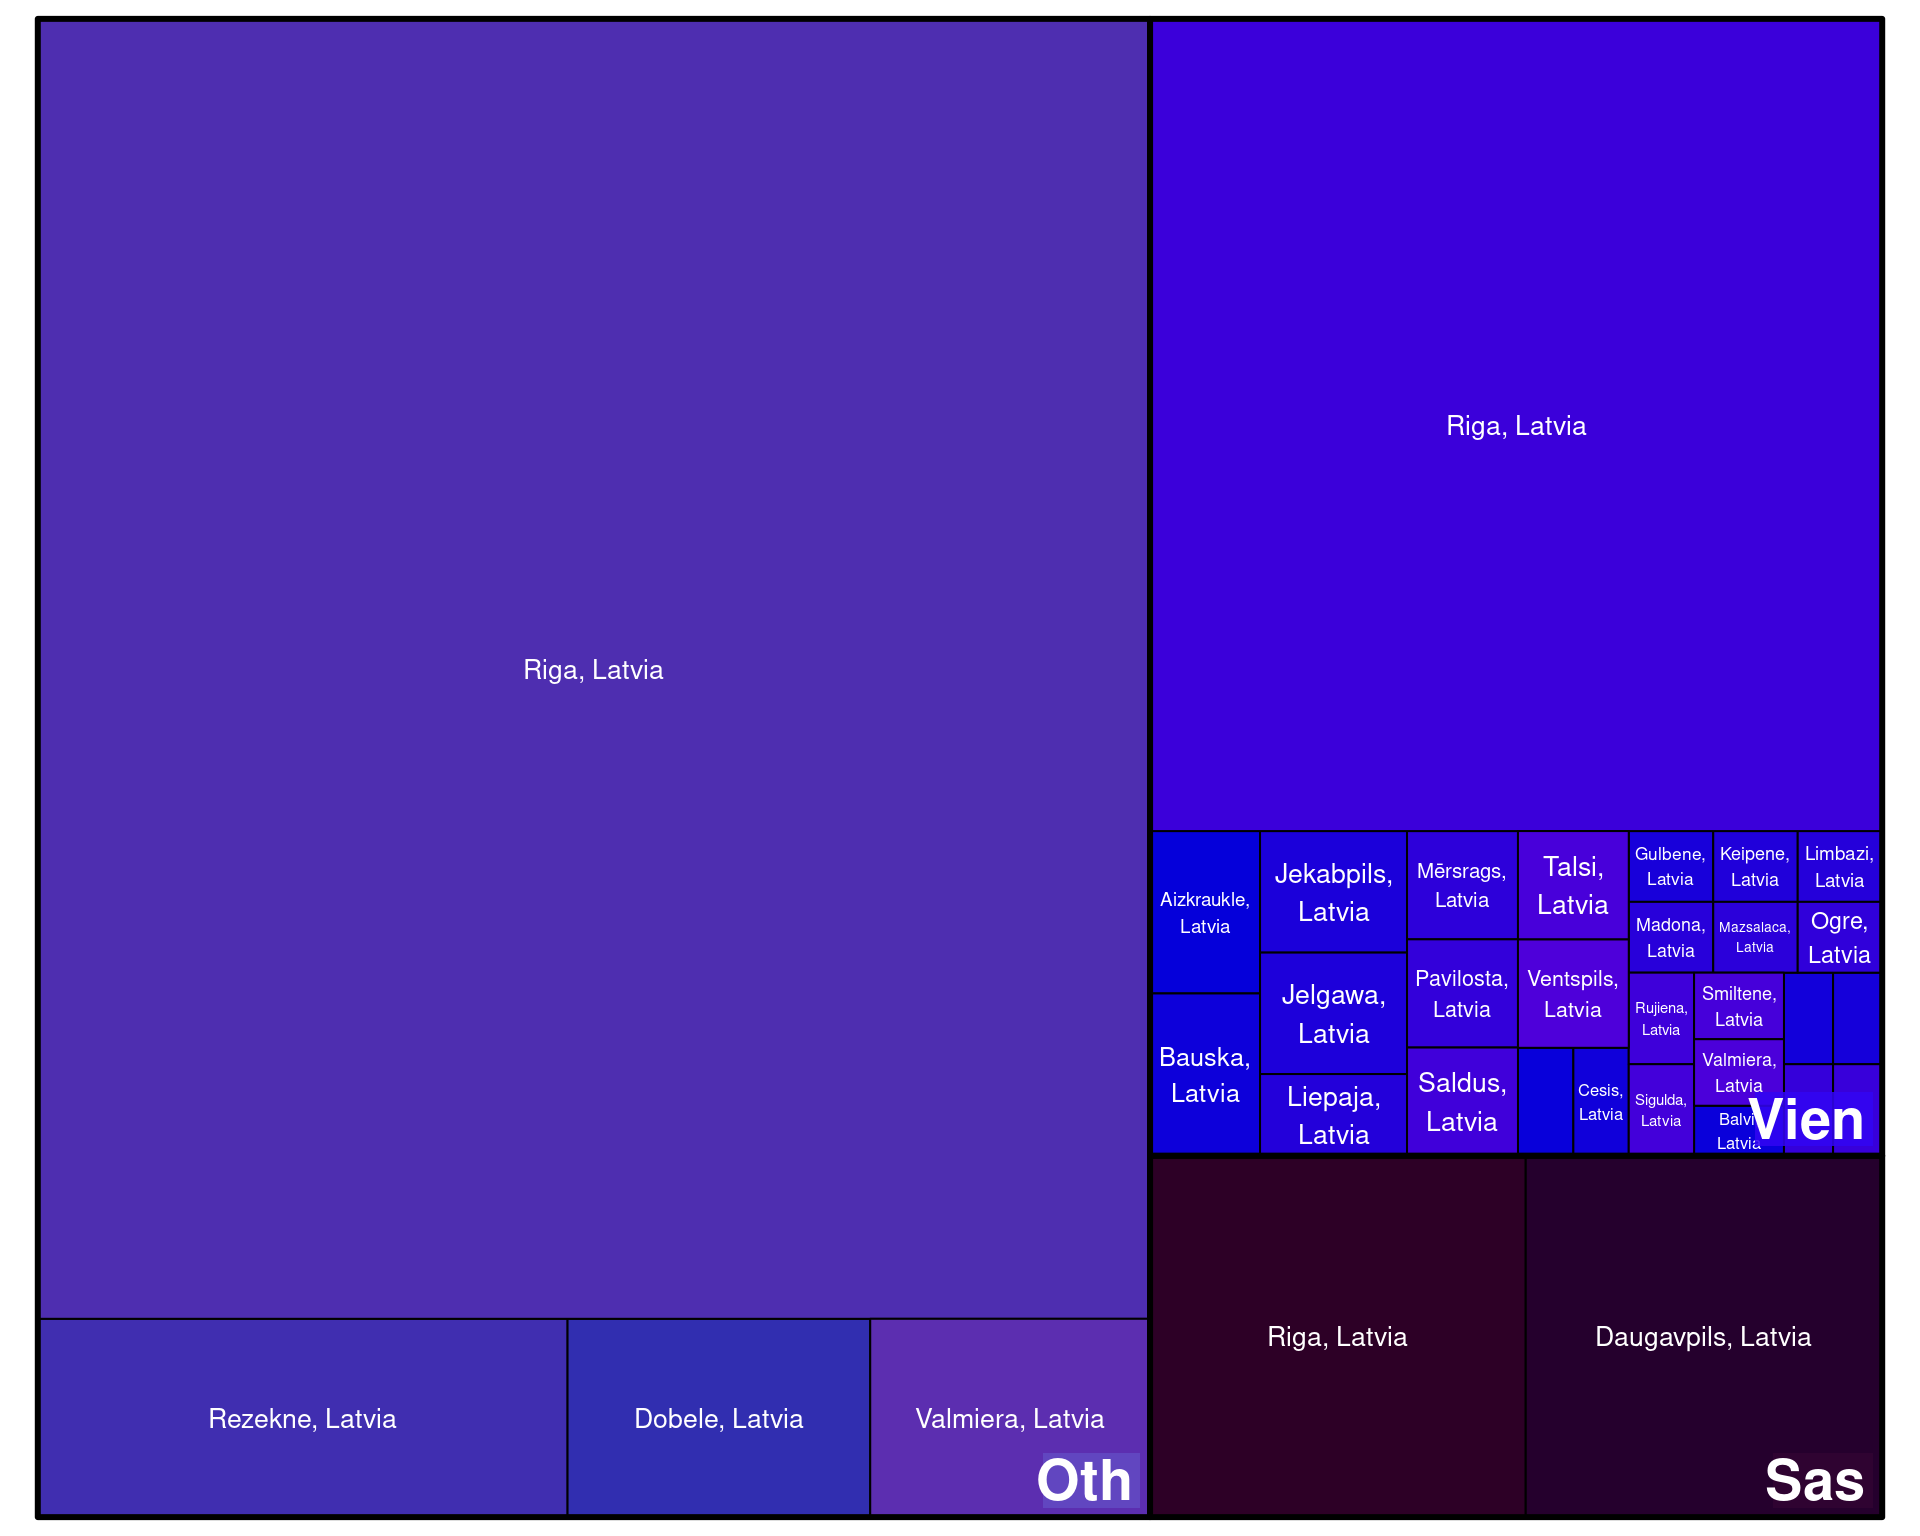 Riga, Latvia
Rezekne, Latvia
Dobele, Latvia
Valmiera, Latvia
Oth
Riga, Latvia
Aizkraukle,
Latvia
Bauska,
Latvia
Jekabpils,
Latvia
Jelgawa,
Latvia
Liepaja,
Latvia
Mērsrags,
Latvia
Pavilosta,
Latvia
Saldus,
Latvia
Talsi,
Latvia
Ventspils,
Latvia
Cesis,
Latvia
Gulbene,
Latvia
Keipene,
Latvia
Limbazi,
Latvia
Madona,
Latvia
Mazsalaca,
Latvia
Ogre,
Latvia
Rujiena,
Latvia
Sigulda,
Latvia
Smiltene,
Latvia
Valmiera,
Latvia
Balvi
Latvia
Vien
Riga, Latvia
Daugavpils, Latvia
Sas